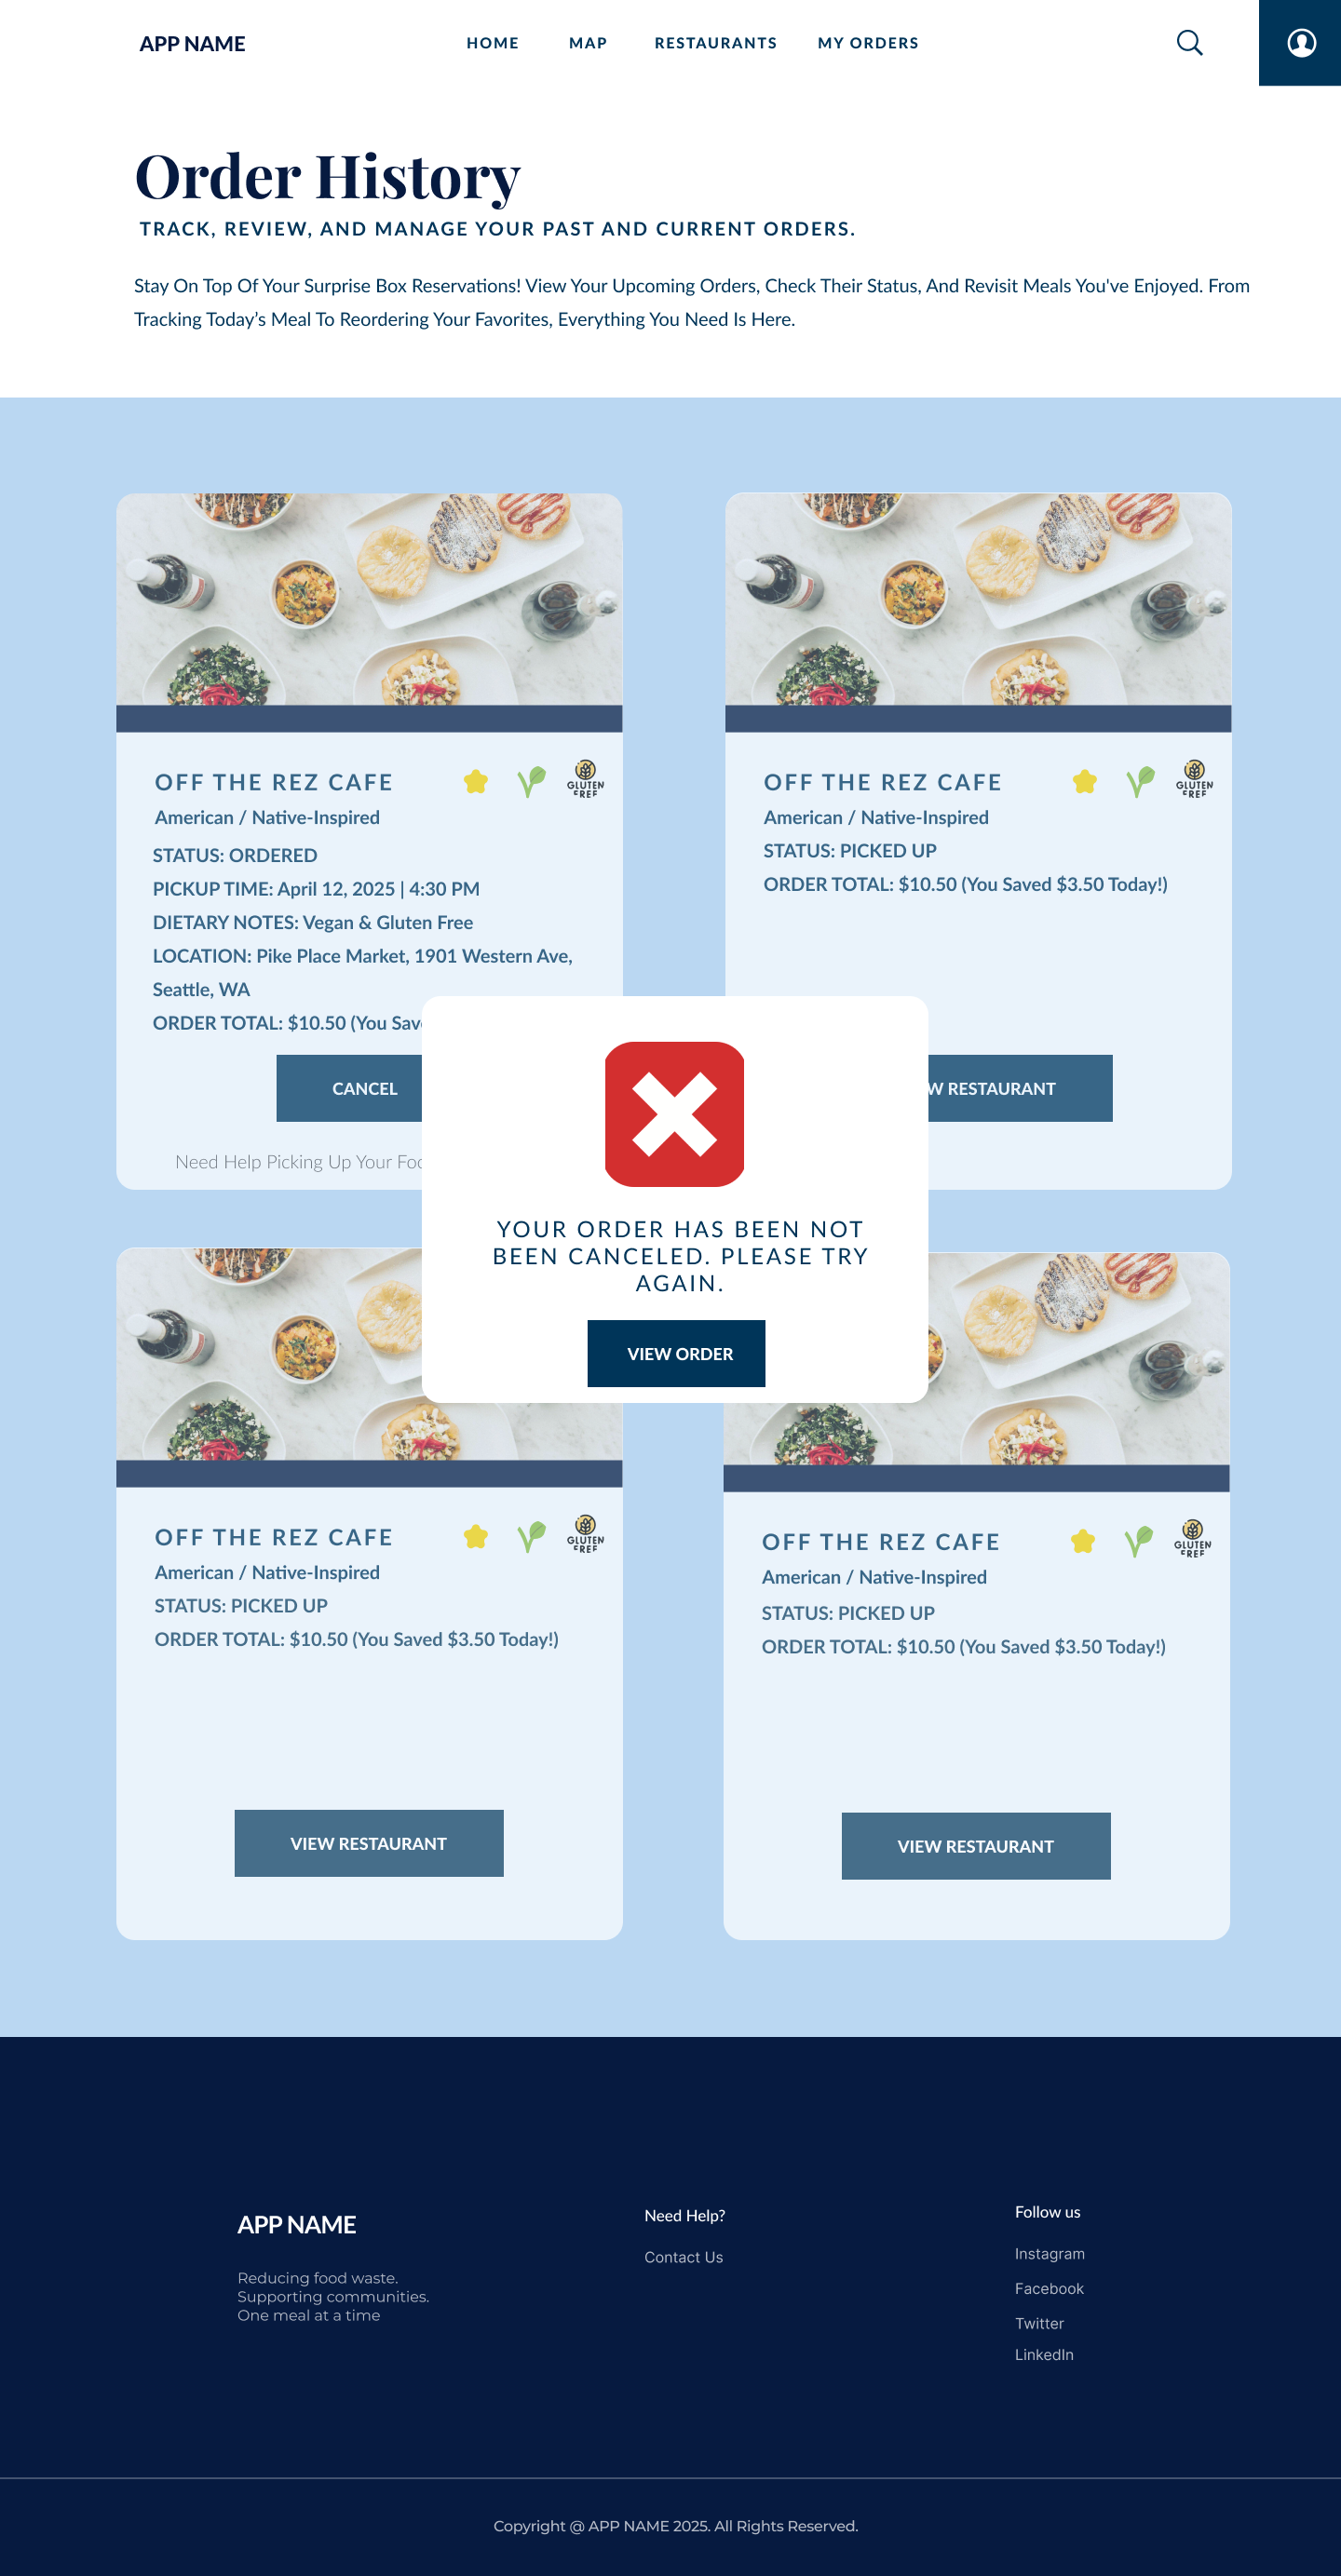 APP NAME
HOME
MAP
RESTAURANTS
MY ORDERS
Order History
TRACK, REVIEW, AND MANAGE YOUR PAST AND CURRENT ORDERS.
Stay On Top Of Your Surprise Box Reservations! View Your Upcoming Orders, Check Their Status, And Revisit Meals You've Enjoyed. From
Tracking Today’s Meal To Reordering Your Favorites, Everything You Need Is Here.
OFF THE REZ CAFE
GLUTEN
American / Native-Inspired
STATUS: ORDERED
PICKUP TIME: April 12, 2025 | 4:30 PM
DIETARY NOTES: Vegan & Gluten Free
LOCATION: Pike Place Market, 1901 Western Ave,
Seattle, WA
ORDER TOTAL: $10.50 (You
CANCEL
Need Help Picking Up Your
OFF THE REZ CAFE
GLUTEN
American / Native-Inspired
STATUS: PICKED UP
ORDER TOTAL: $10.50 (You Saved $3.50 Today!)
RESTAURANT
YOUR ORDER HAS BEEN NOT
BEEN CANCELED. PLEASE TRY
AGAIN.
VIEW ORDER
OFF THE REZ CAFE
GLUTEN
American / Native-Inspired
STATUS: PICKED UP
ORDER TOTAL: $10.50 (You Saved $3.50 Today!)
VIEW RESTAURANT
OFF THE REZ CAFE
GLUTEN
American / Native-Inspired
STATUS: PICKED UP
ORDER TOTAL: $10.50 (You Saved $3.50 Today!)
VIEW RESTAURANT
APP NAME
Reducing food waste.
Supporting communities.
One meal at a time
Need Help?
Contact Us
Follow us
Instagram
Facebook
Twitter
LinkedIn
Copyright @ APP NAME 2025. All Rights Reserved.